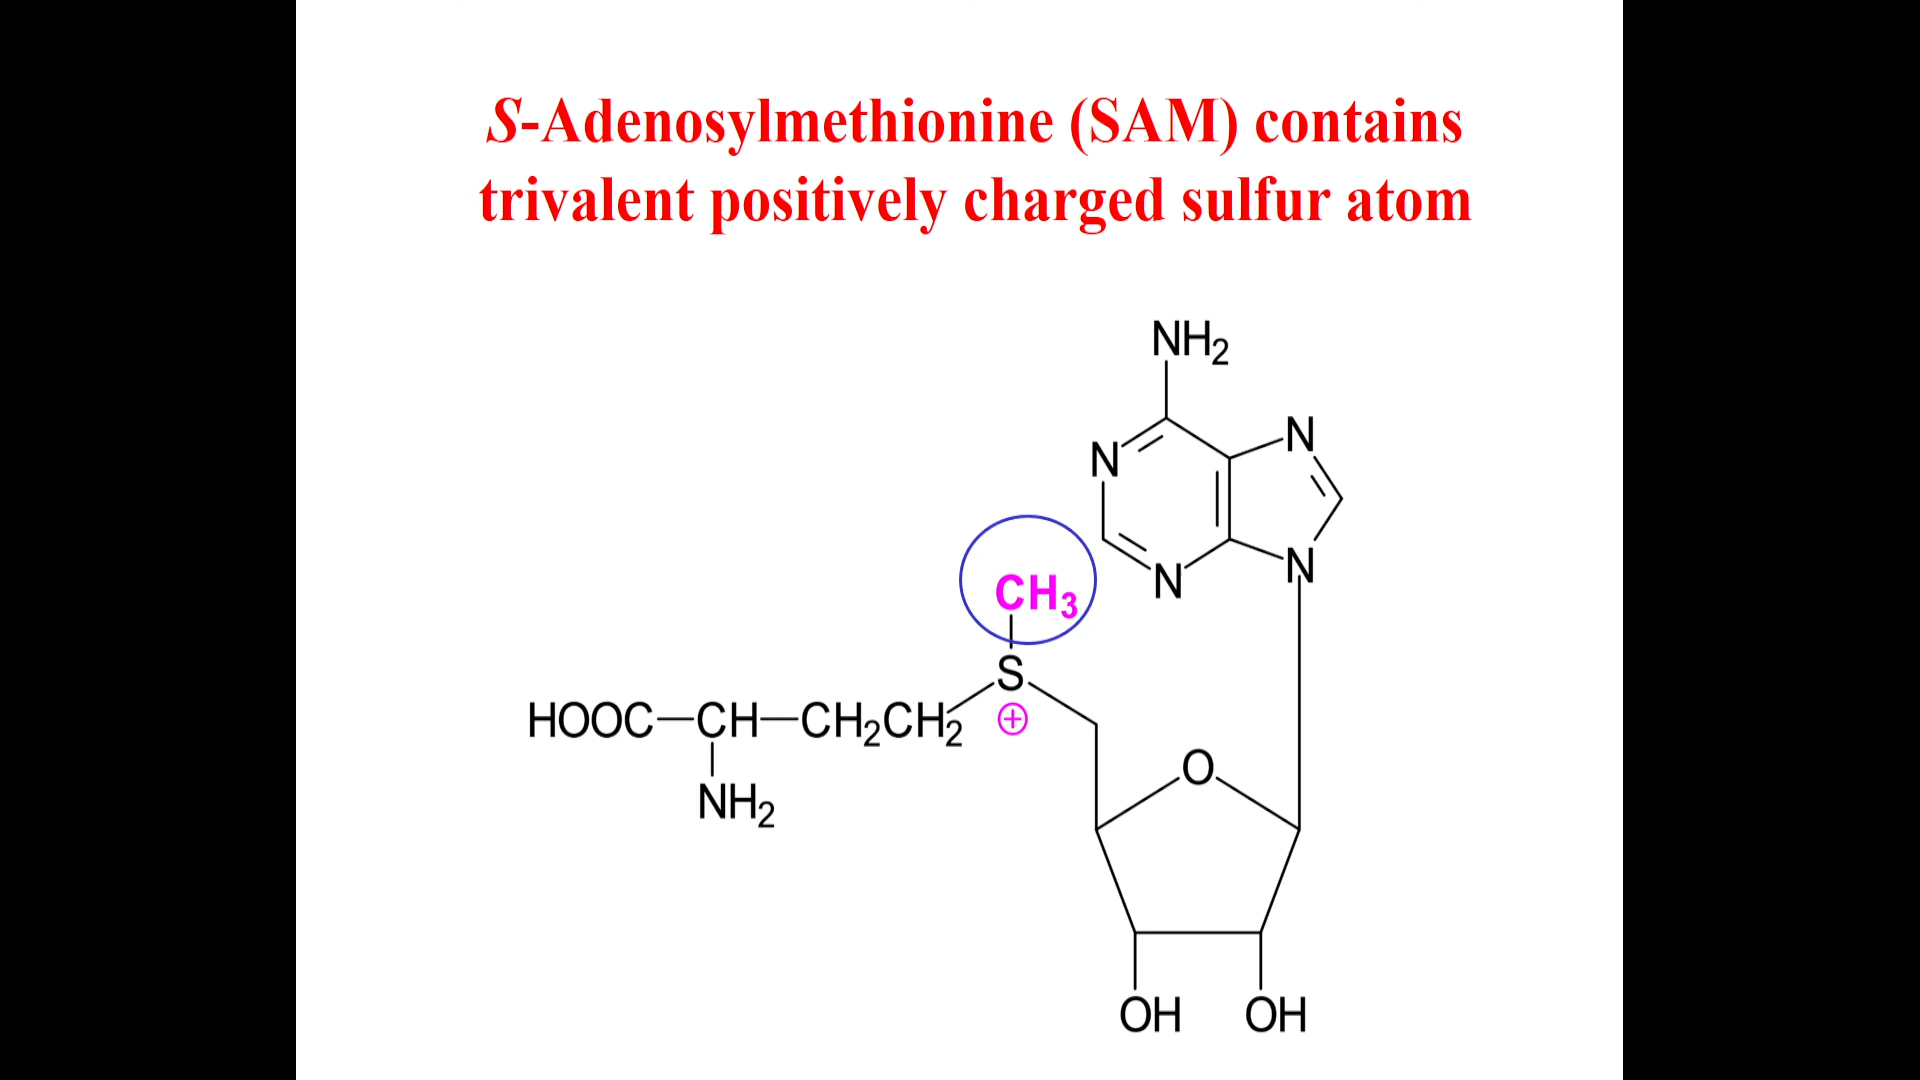 S-Adenosylmethionine (SAM) contains
trivalent positively charged sulfur atom
NH2
N
N
N
N
CH3
S
HOOC—CH—CH2CH2 ⊕
NH2
O
OH OH